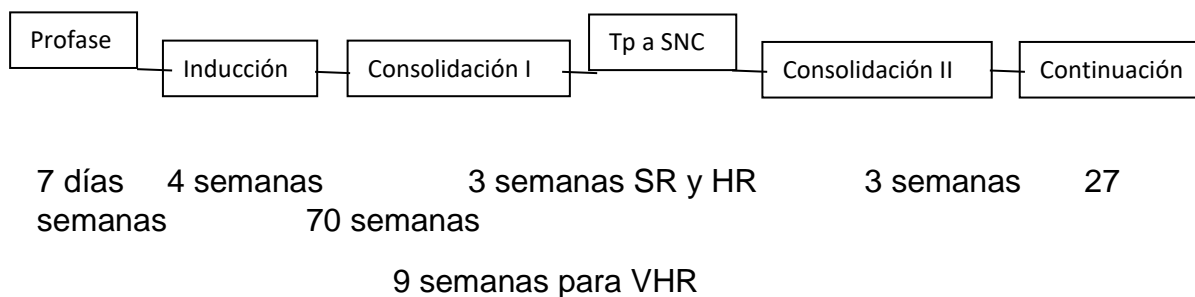 Profase
Inducción
Consolidación I
Tp a SNC
Consolidación II
Continuación
7 días 4 semanas 3 semanas SR y HR 3 semanas 27
semanas 70 semanas
9 semanas para VHR